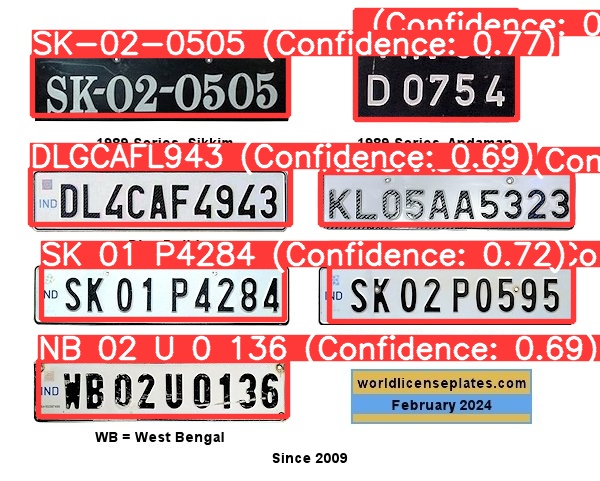 (Confidence: 0.
SK-02-0505 (Confidence: 0.77)
SK-02-0505
D 0754
1989 Series, Sikkim
1989 Series, Andaman
DLGCAFL943 (Confidence: 0.69)
(Con
IND DL4CAF4943
KL05AA5323
SK 01 P4284 (Confidence: 0.72)
IND SK 01 P4284
IND SK 02 P0595
NB 02 U 0 136 (Confidence: 0.69)
IND WB 02 U0136
worldlicenseplates.com
February 2024
WB = West Bengal
Since 2009